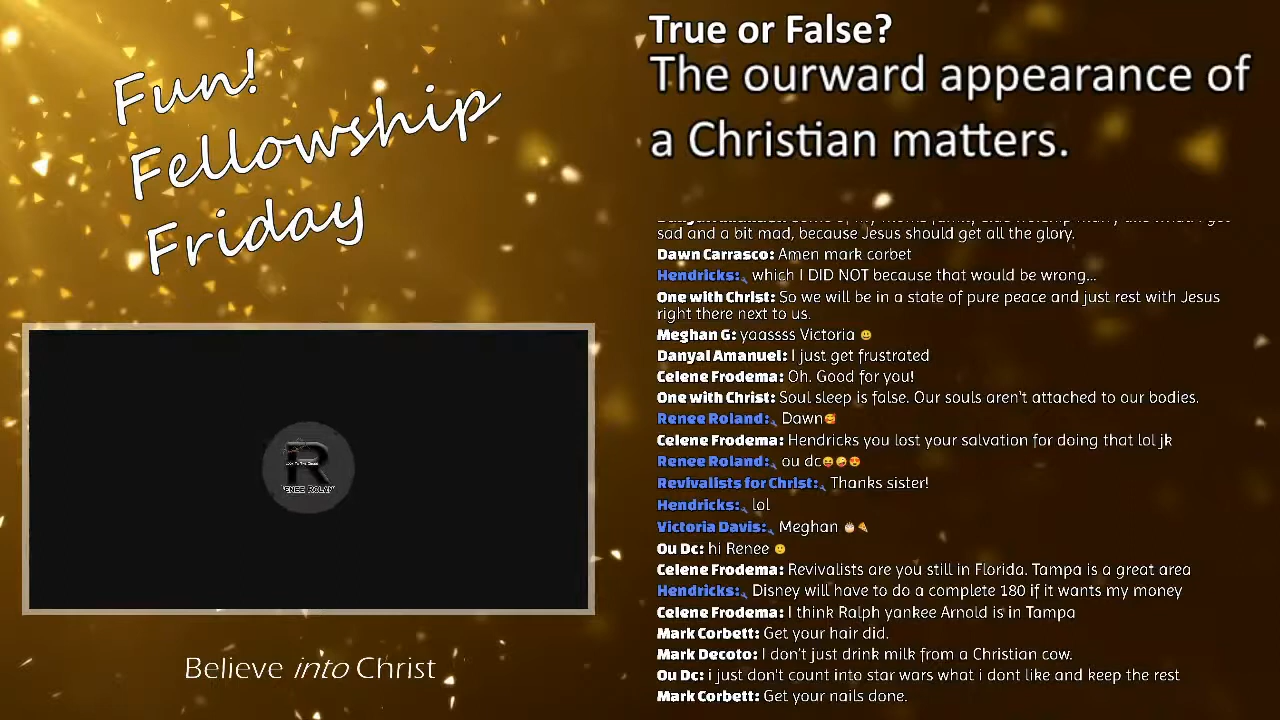 Fun!
Fellowship
Friday
True or False?
The ourward appearance of
a Christian matters.
sad and a bit mad, because Jesus should get all the glory.
Dawn Carrasco: Amen mark corbet
Hendricks: which I DID NOT because that would be wrong...
One with Christ: So we will be in a state of pure peace and just rest with Jesus
right there next to us.
Meghan G: yaassss Victoria 😃
Danyal Amanuel: I just get frustrated
Celene Frodema: Oh. Good for you!
One with Christ: Soul sleep is false. Our souls aren't attached to our bodies.
Renee Roland: Dawn🥰
Celene Frodema: Hendricks you lost your salvation for doing that lol jk
Renee Roland: ou dc😝🤪😍
Revivalists for Christ: Thanks sister!
Hendricks: lol
Victoria Davis: Meghan 🎂🍕
Ou Dc: hi Renee 🙂
Celene Frodema: Revivalists are you still in Florida. Tampa is a great area
Hendricks: Disney will have to do a complete 180 if it wants my money
Celene Frodema: I think Ralph yankee Arnold is in Tampa
Mark Corbett: Get your hair did.
Mark Decoto: I don't just drink milk from a Christian cow.
Ou Dc: i just don't count into star wars what i dont like and keep the rest
Mark Corbett: Get your nails done.
R
RENEE ROLAND
Believe into Christ